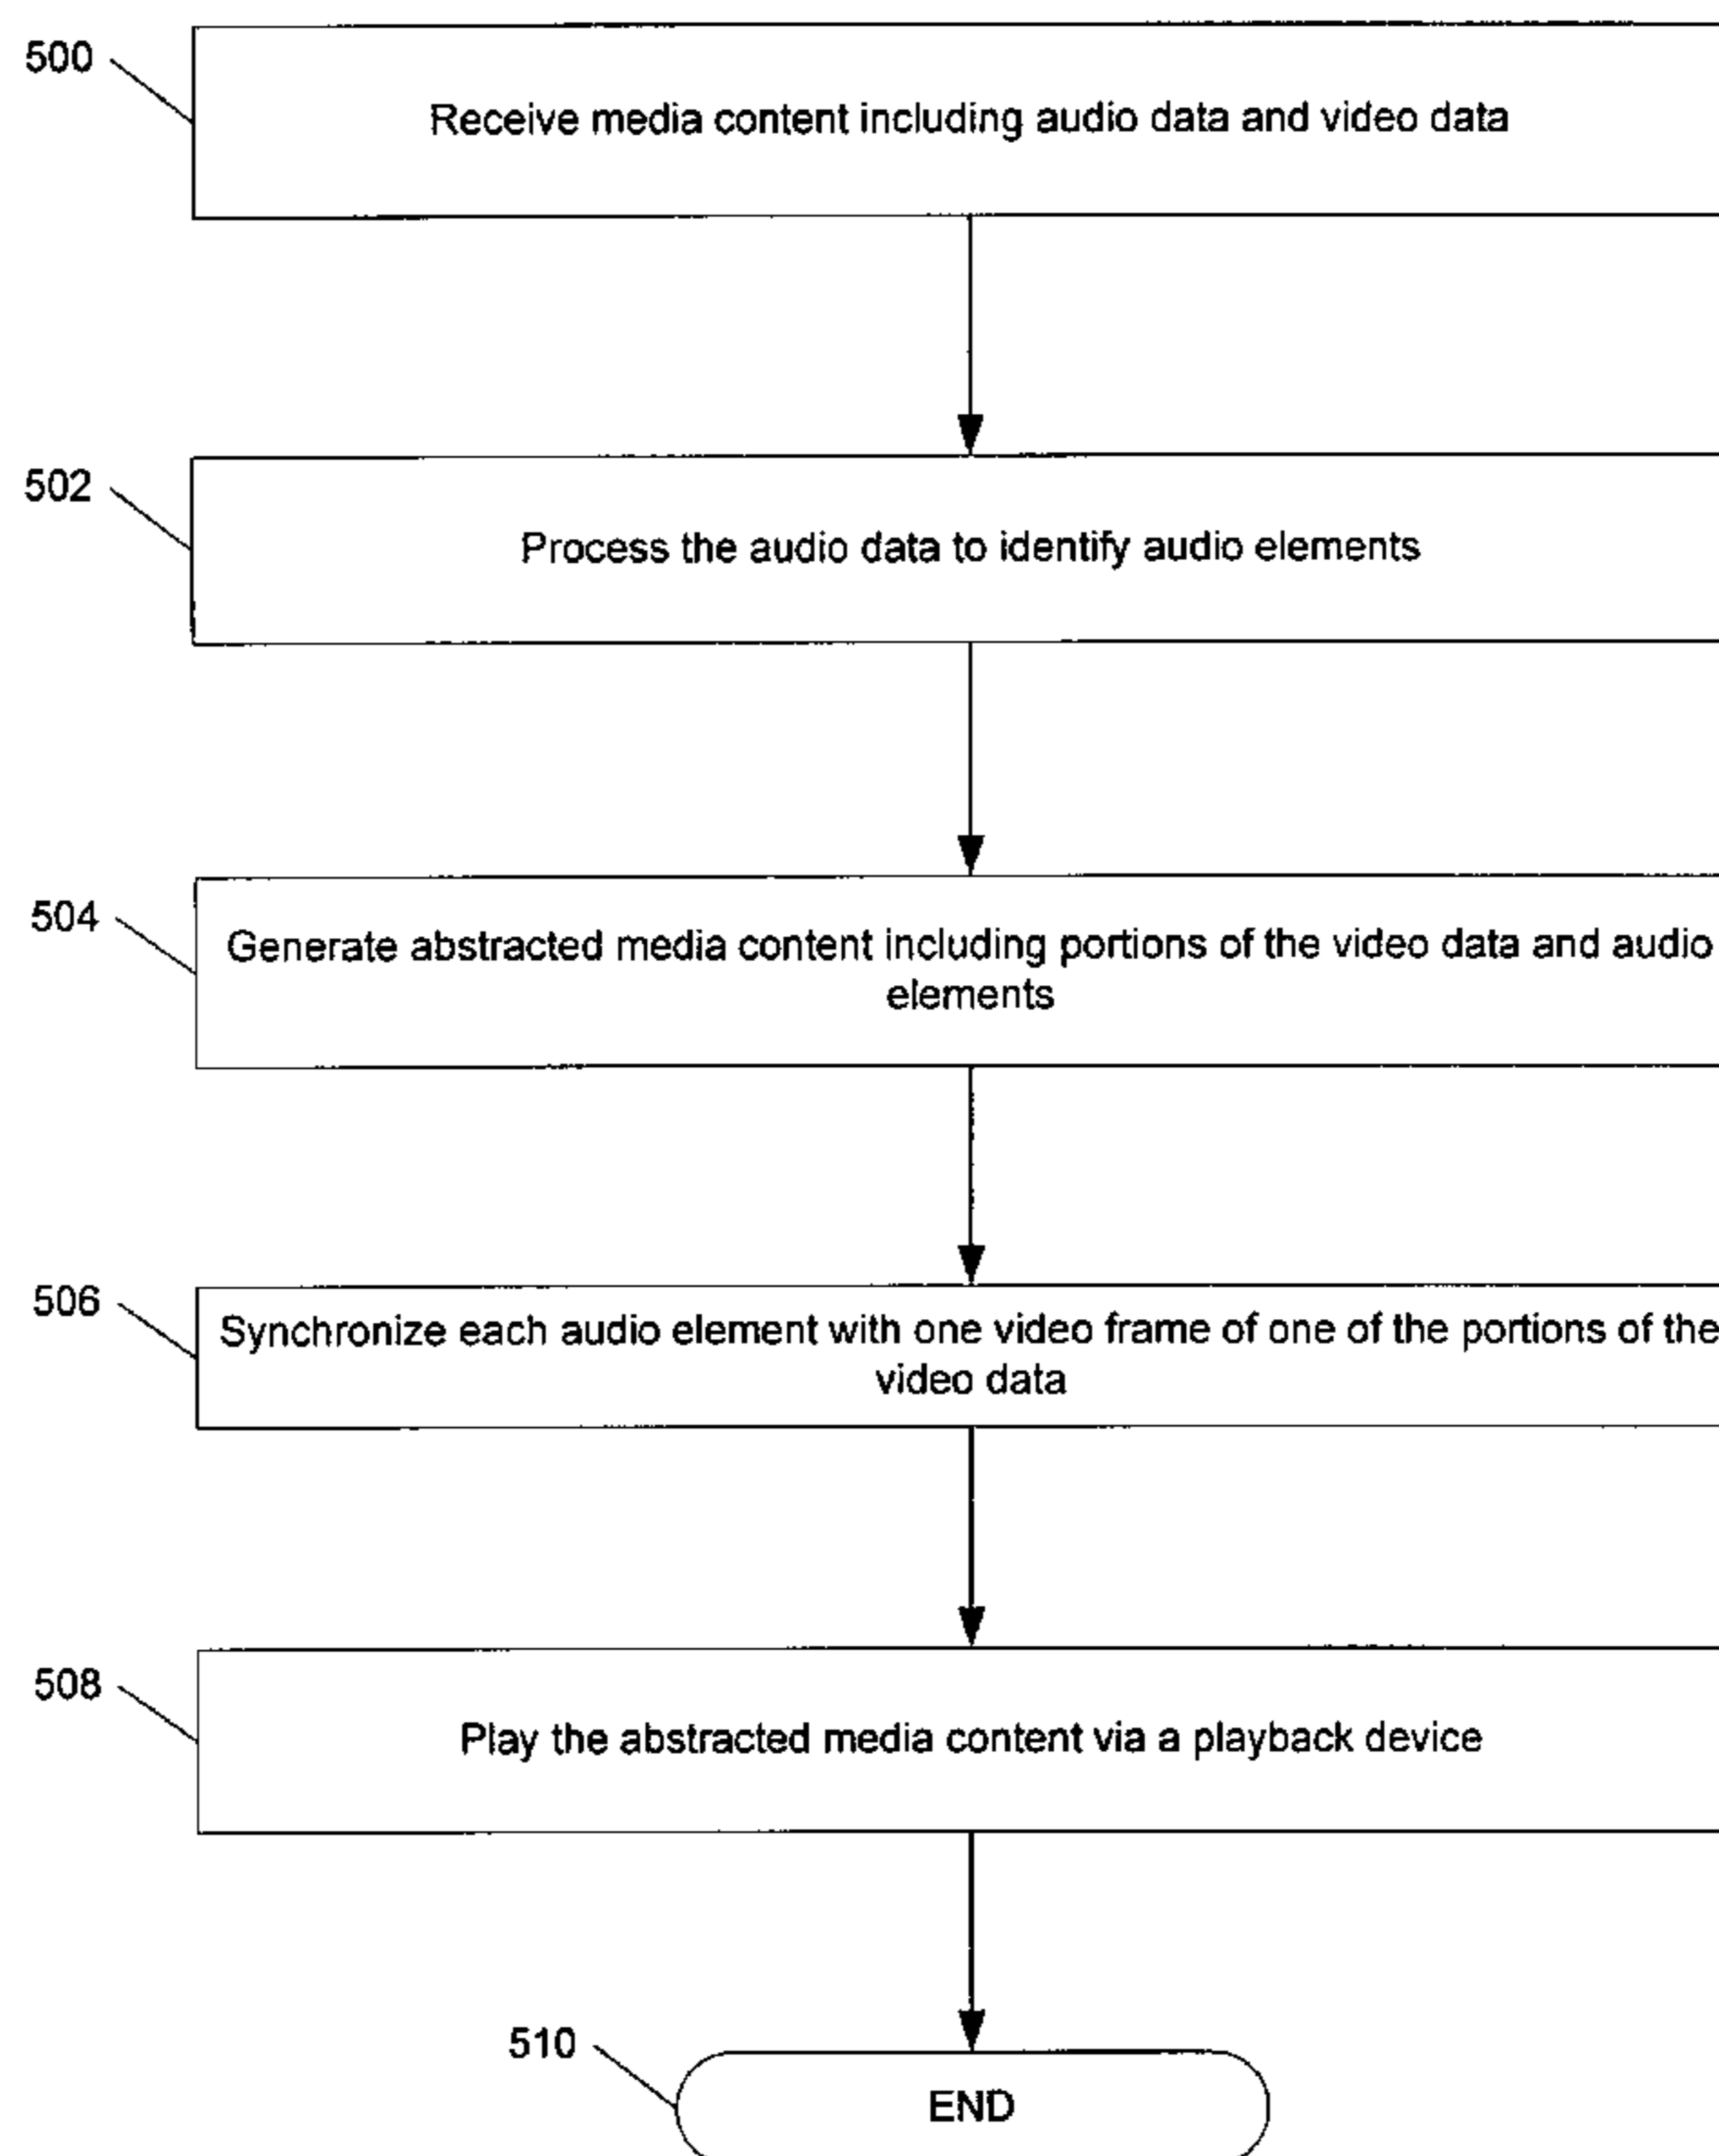 500
Receive media content including audio data and video data
502
Process the audio data to identify audio elements
504
Generate abstracted media content including portions of the video data and audio
elements
506
Synchronize each audio element with one video frame of one of the portions of the
video data
508
Play the abstracted media content via a playback device
510
END